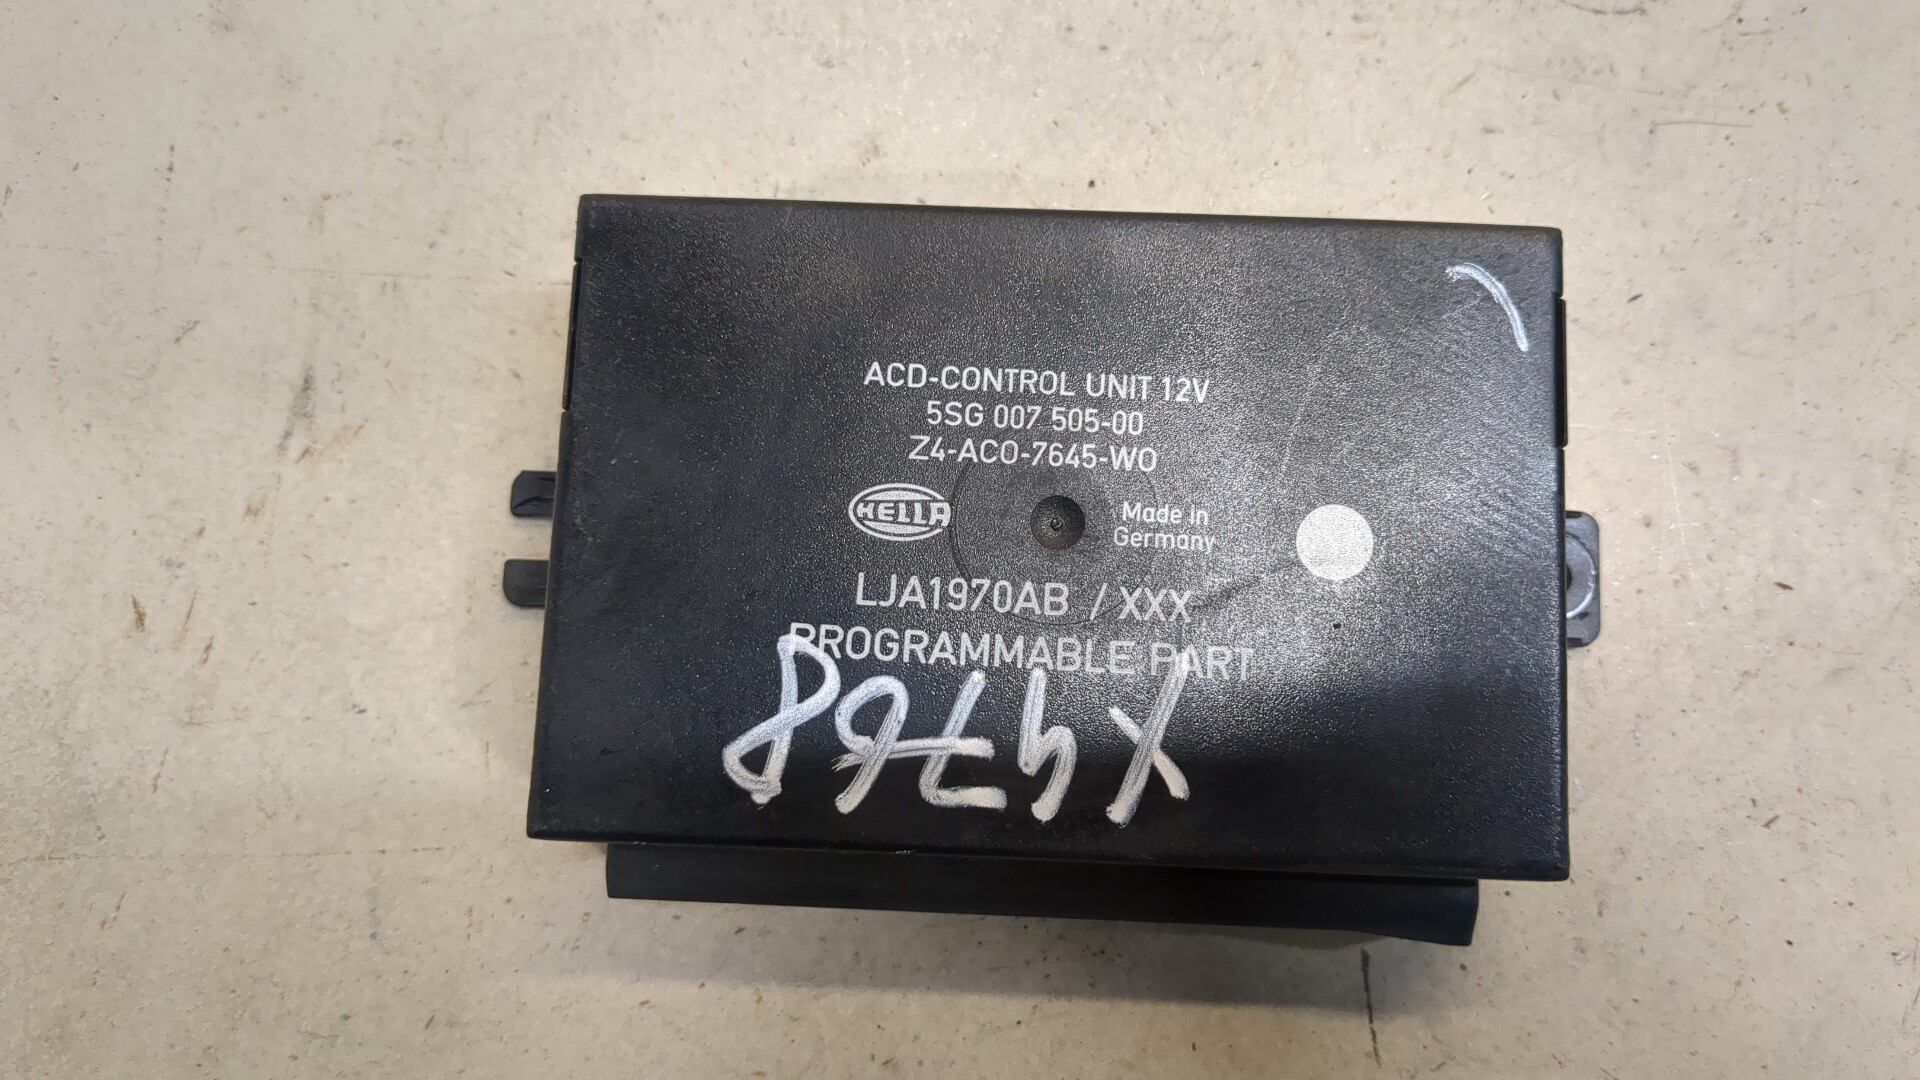 ACD-CONTROL UNIT 12V
5SG 007 505-00
Z4-ACO-7645-WO
HELLA
Made in
Germany
LJA1970AB / XXX
PROGRAMMABLE PART
X4768